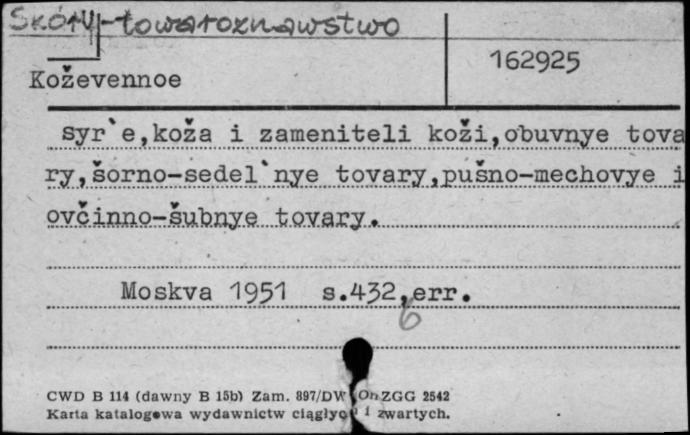 Skóry-towaroznawstwo
162925
Koževennoe
syr`e,koža i zameniteli koži,obuvnye tova
ry,šorno-sedel`nye tovary,pušno-mechovye i
ovčinno-šubnye tovary.
Moskva 1951 s.432,err.
6
CWD B 114 (dawny B 15b) Zam. 897/DW ZGG 2542
Karta katalogowa wydawnictw ciągłyc i zwartych.